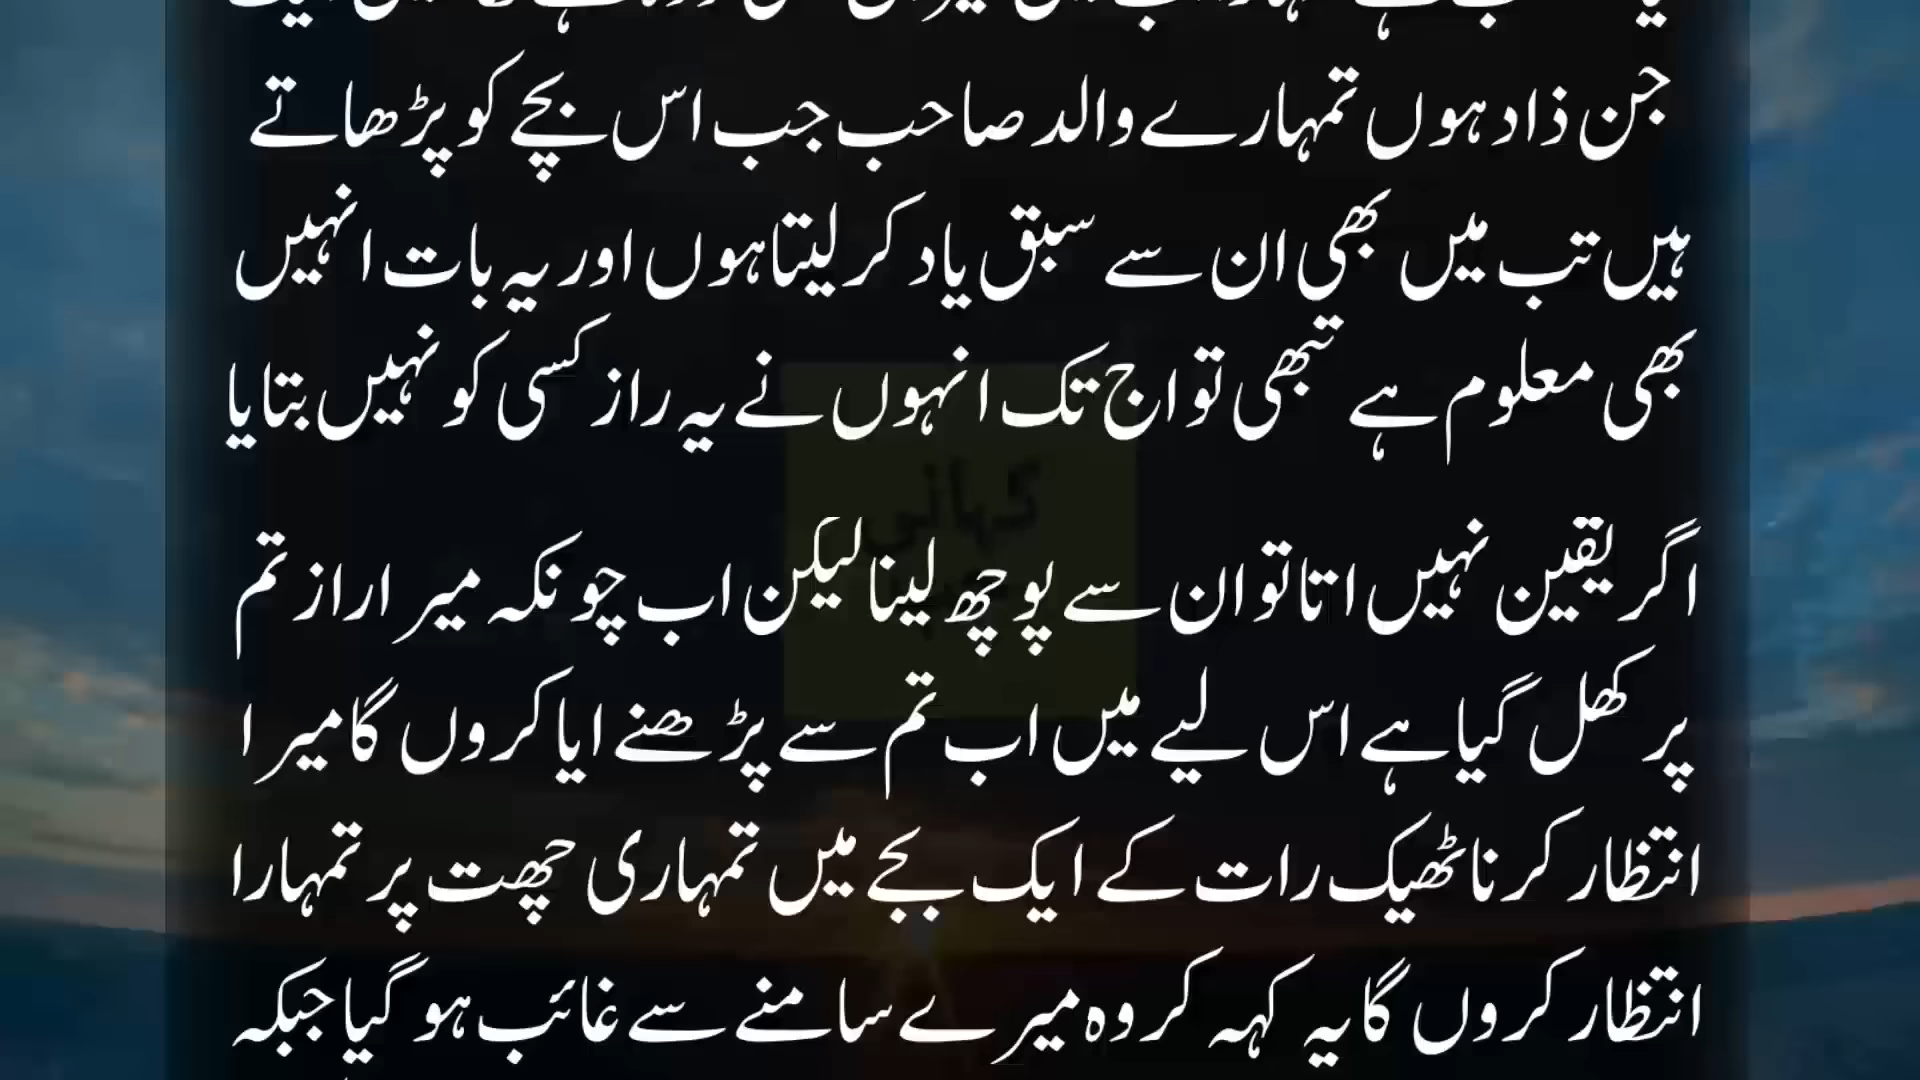 جن ذاد ہوں تمہارے والد صاحب جب اس بچے کو پڑھاتے
ہیں تب میں بھی ان سے سبق یاد کر لیتا ہوں اور یہ بات انہیں
بھی معلوم ہے تبھی تو اج تک انہوں نے یہ راز کسی کو نہیں بتایا
کہانی
اگر یقین نہیں اتا تو ان سے پوچھ لینا لیکن اب چونکہ میرا راز تم
پر کھل گیا ہے اس لیے میں اب تم سے پڑھنے ایا کروں گا میرا
انتظار کرنا ٹھیک رات کے ایک بجے میں تمہاری چھت پر تمہارا
انتظار کروں گا یہ کہہ کر وہ میرے سامنے سے غائب ہو گیا جبکہ